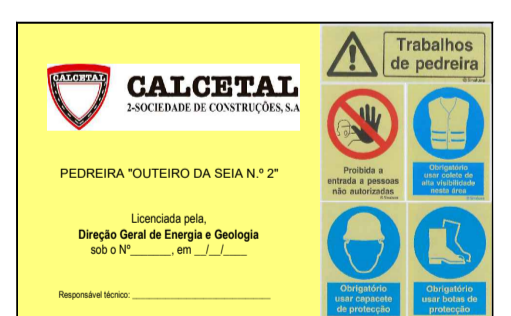 CALCETAL
CALCETAL
2-SOCIEDADE DE CONSTRUÇÕES, S.A
PEDREIRA "OUTEIRO DA SEIA N.º 2"
Licenciada pela,
Direção Geral de Energia e Geologia
sob o Nº_______, em __/__/____
Responsável técnico: ______________________________
Trabalhos
de pedreira
Proibida a
entrada a pessoas
não autorizadas
Obrigatório
usar colete de
alta visibilidade
nesta área
Obrigatório
usar capacete
de protecção
Obrigatório
usar botas de
protecção